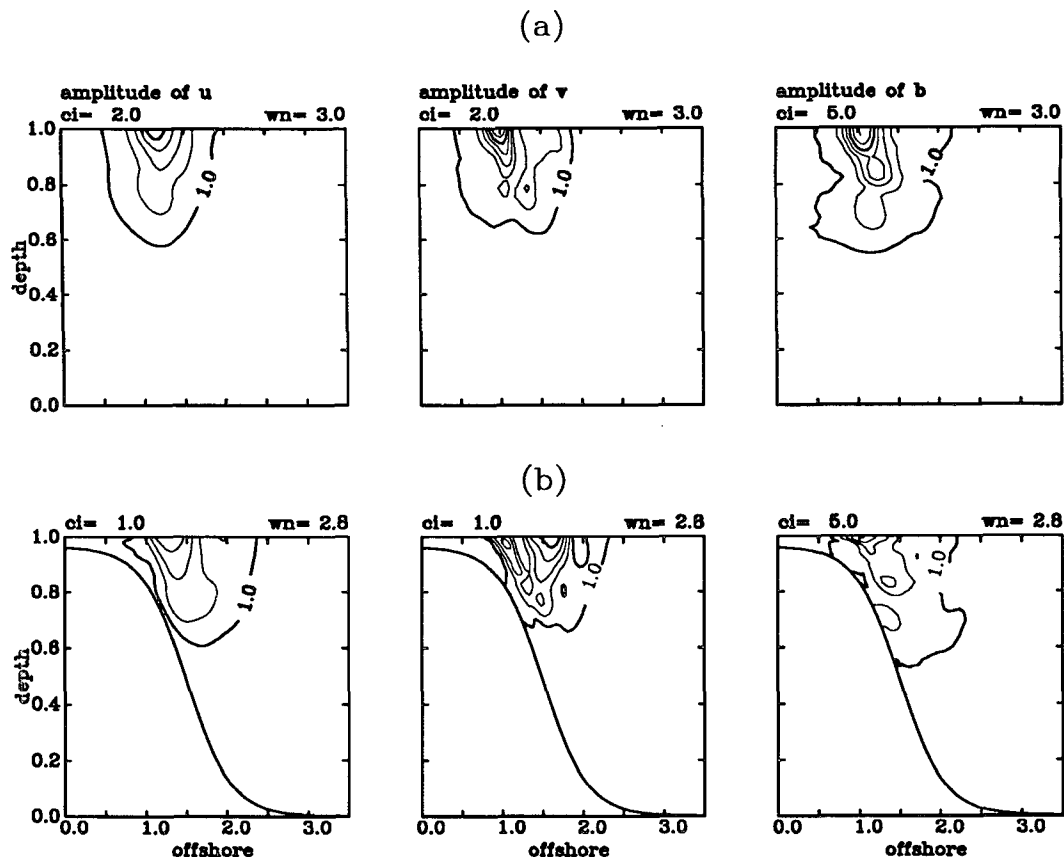 (a)
amplitude of u
ci= 2.0 wn= 3.0
amplitude of v
ci= 2.0 wn= 3.0
amplitude of b
ci= 5.0 wn= 3.0
1.0
0.8
0.6
0.4
0.2
0.0
depth
1.0
1.0
1.0
(b)
ci= 1.0 wn= 2.8
ci= 1.0 wn= 2.8
ci= 5.0 wn= 2.8
1.0
0.8
0.6
0.4
0.2
0.0
depth
1.0
1.0
1.0
0.0 1.0 2.0 3.0
offshore
0.0 1.0 2.0 3.0
offshore
0.0 1.0 2.0 3.0
offshore